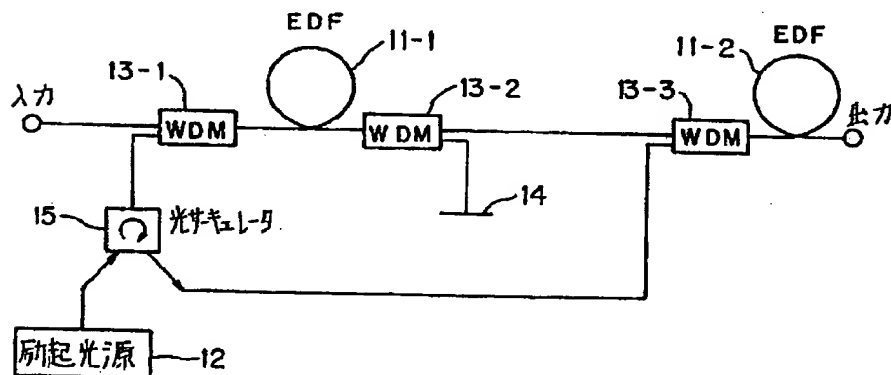 EDF
11-1
13-1
13-2
EDF
11-2
13-3
入力
WDM
WDM
WDM
出力
14
15
光サーキュレータ
励起光源
12